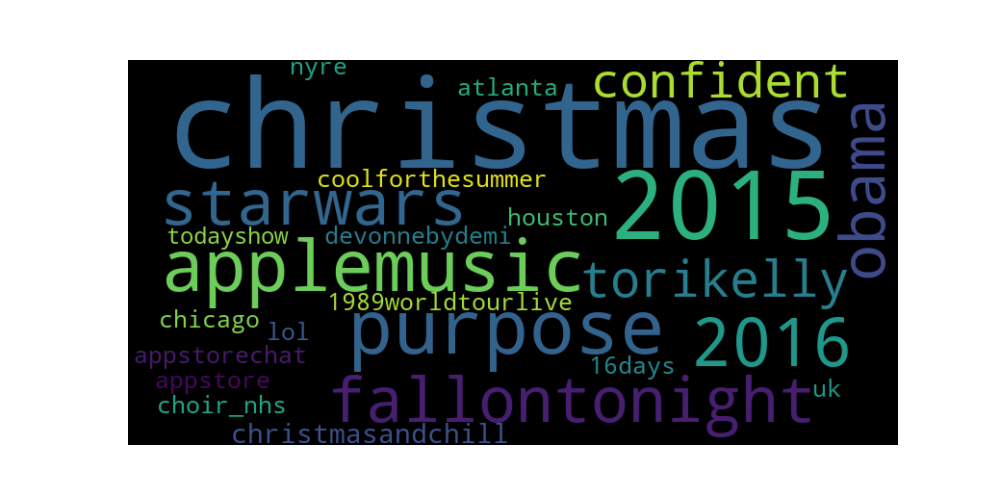 nyre
atlanta
confident
christmas
obama
coolforthesummer
starwars
2015
houston
todayshow
devonnebydemi
applemusic
torikelly
1989worldtourlive
chicago
lol
purpose
2016
appstorechat
16days
appstore
fallontonight
uk
choir_nhs
christmasandchill